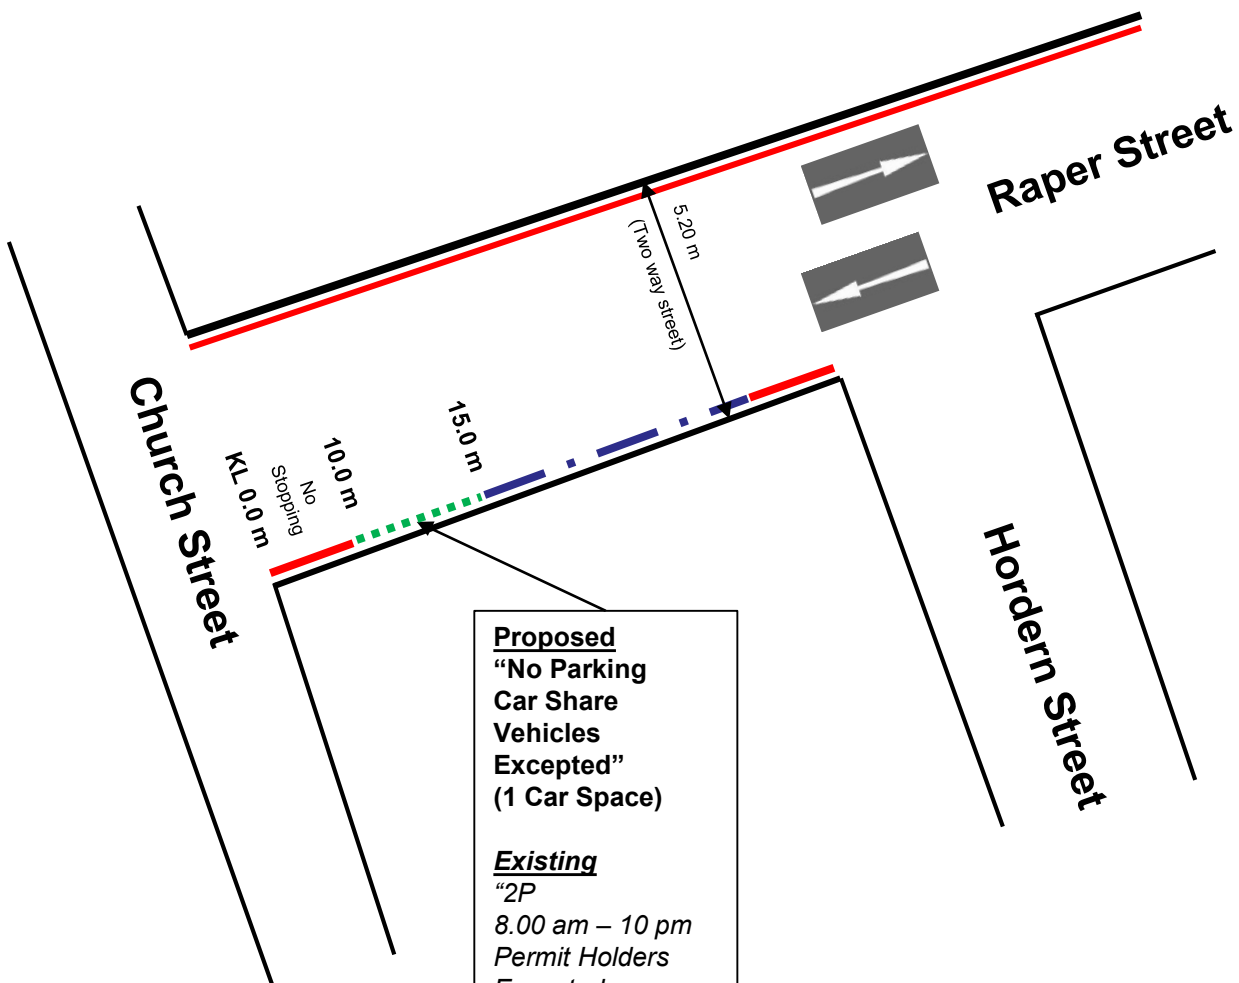 Raper Street
5.20 m
(Two way street)
Church Street
KL 0.0 m
No
Stopping
10.0 m
15.0 m
Hordern Street
Proposed
“No Parking
Car Share
Vehicles
Excepted”
(1 Car Space)
Existing
“2P
8.00 am – 10 pm
Permit Holders